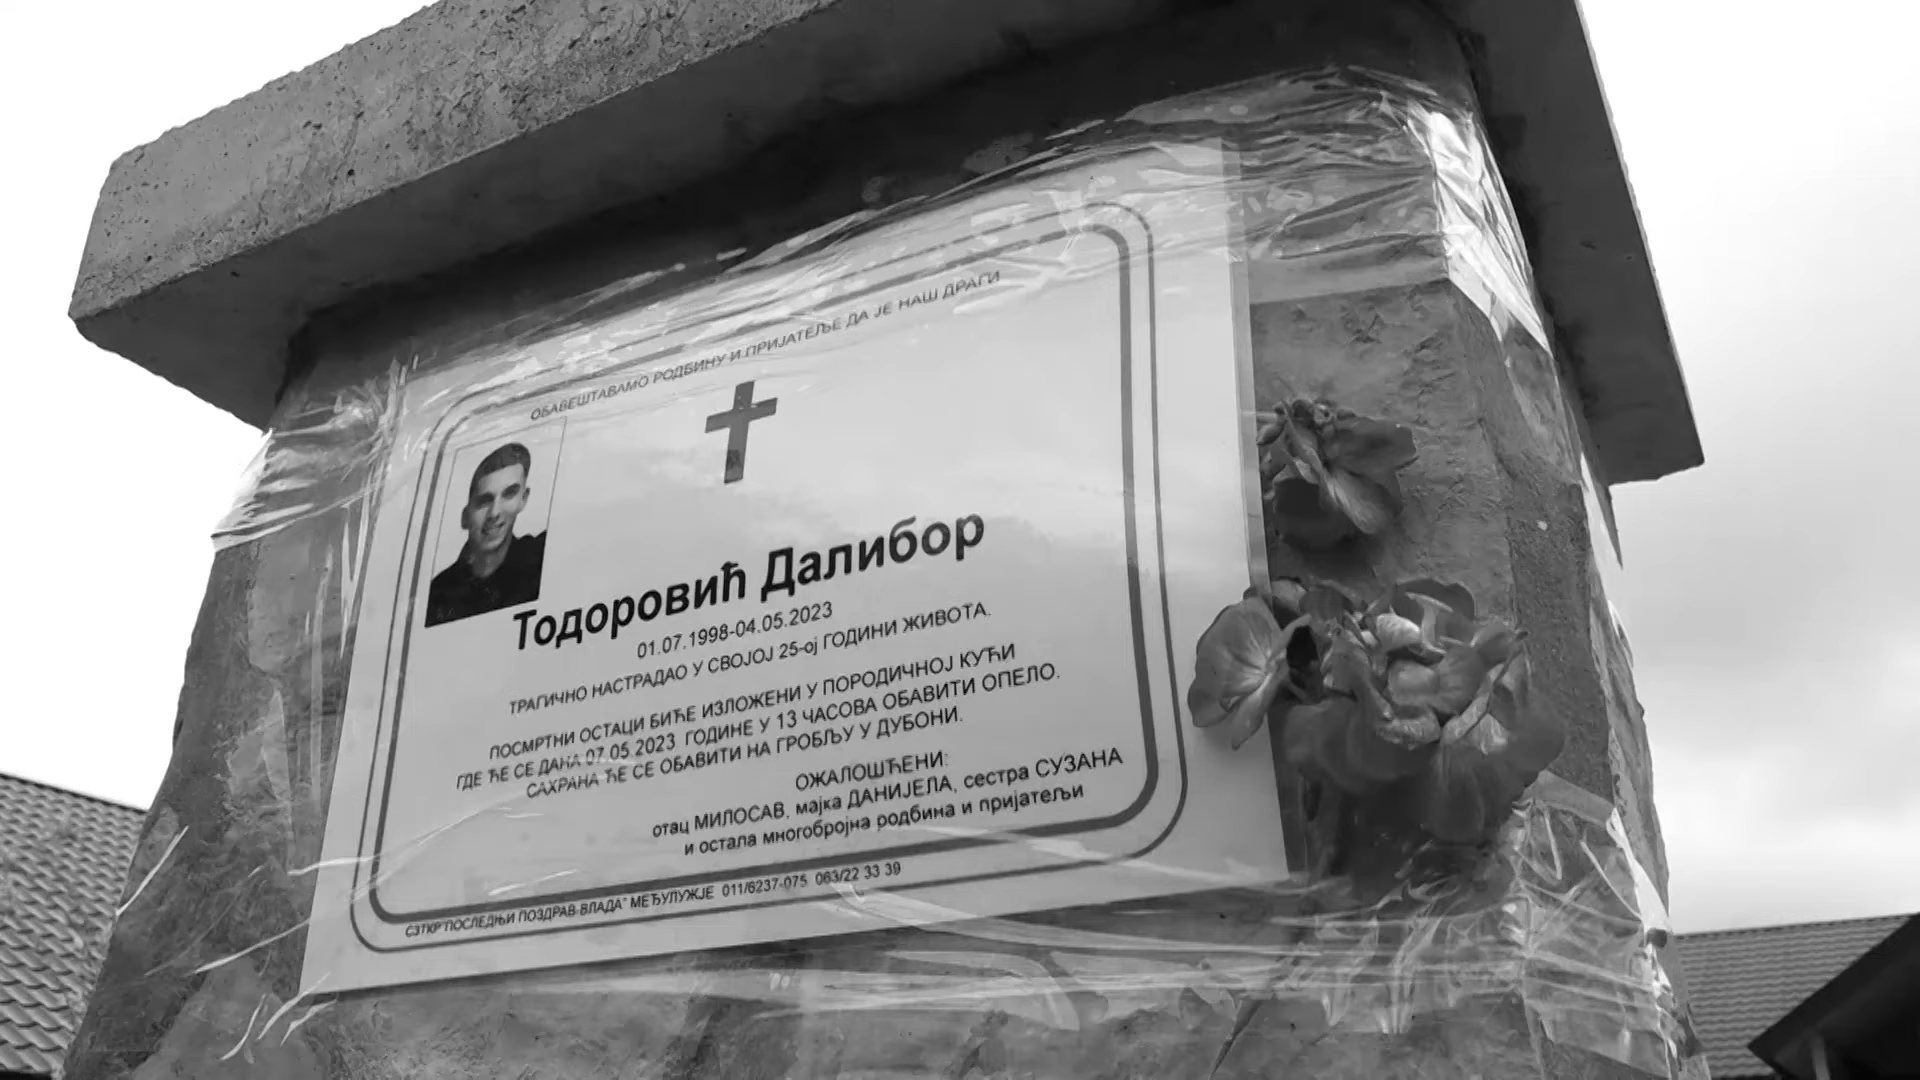 ОБАВЕШТАВАМО РОДБИНУ И ПРИЈАТЕЉЕ ДА ЈЕ НАШ ДРАГИ
Тодоровић Далибор
01.07.1998-04.05.2023
ТРАГИЧНО НАСТРАДАО У СВОЈОЈ 25-ој ГОДИНИ ЖИВОТА.
ПОСМРТНИ ОСТАЦИ БИЋЕ ИЗЛОЖЕНИ У ПОРОДИЧНОЈ КУЋИ
ГДЕ ЋЕ СЕ ДАНА 07.05.2023 ГОДИНЕ У 13 ЧАСОВА ОБАВИТИ ОПЕЛО.
САХРАНА ЋЕ СЕ ОБАВИТИ НА ГРОБЉУ У ДУБОНИ.
ОЖАЛОШЋЕНИ:
отац МИЛОСАВ, мајка ДАНИЈЕЛА, сестра СУЗАНА
и остала многобројна родбина и пријатељи
СЗТКР"ПОСЛЕДЊИ ПОЗДРАВ ВЛАДА" МЕЂУЛУЖЈЕ 011/6237-075 063/22 33 39